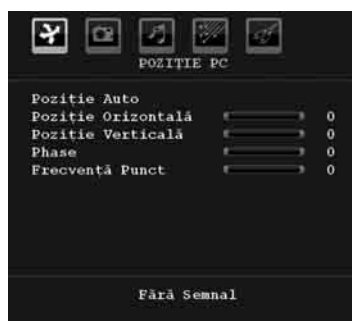 POZIȚIE PC
Poziție Auto
Poziție Orizontală 0
Poziție Verticală 0
Phase 0
Frecvență Punct 0
Fără Semnal